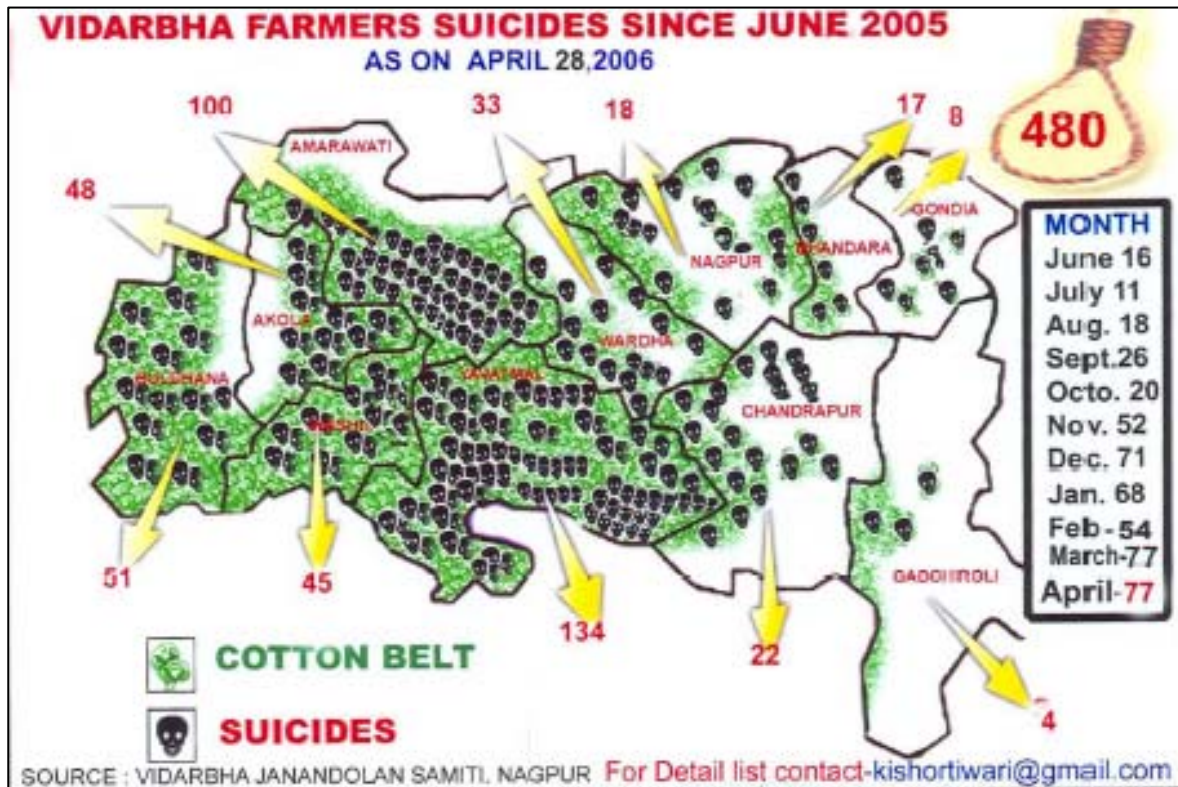 VIDARBHA FARMERS SUICIDES SINCE JUNE 2005
AS ON APRIL 28,2006
100
33
18
17
8
480
48
AMARAWATI
GONDIA
BHANDARA
NAGPUR
AKOLA
WARDHA
BULDHANA
YAVATMAL
WASHIM
CHANDRAPUR
GADCHIROLI
51
45
134
22
4
MONTH
June 16
July 11
Aug. 18
Sept.26
Octo. 20
Nov. 52
Dec. 71
Jan. 68
Feb-54
March-77
April-77
COTTON BELT
SUICIDES
SOURCE : VIDARBHA JANANDOLAN SAMITI. NAGPUR For Detail list contact-kishortiwari@gmail.com